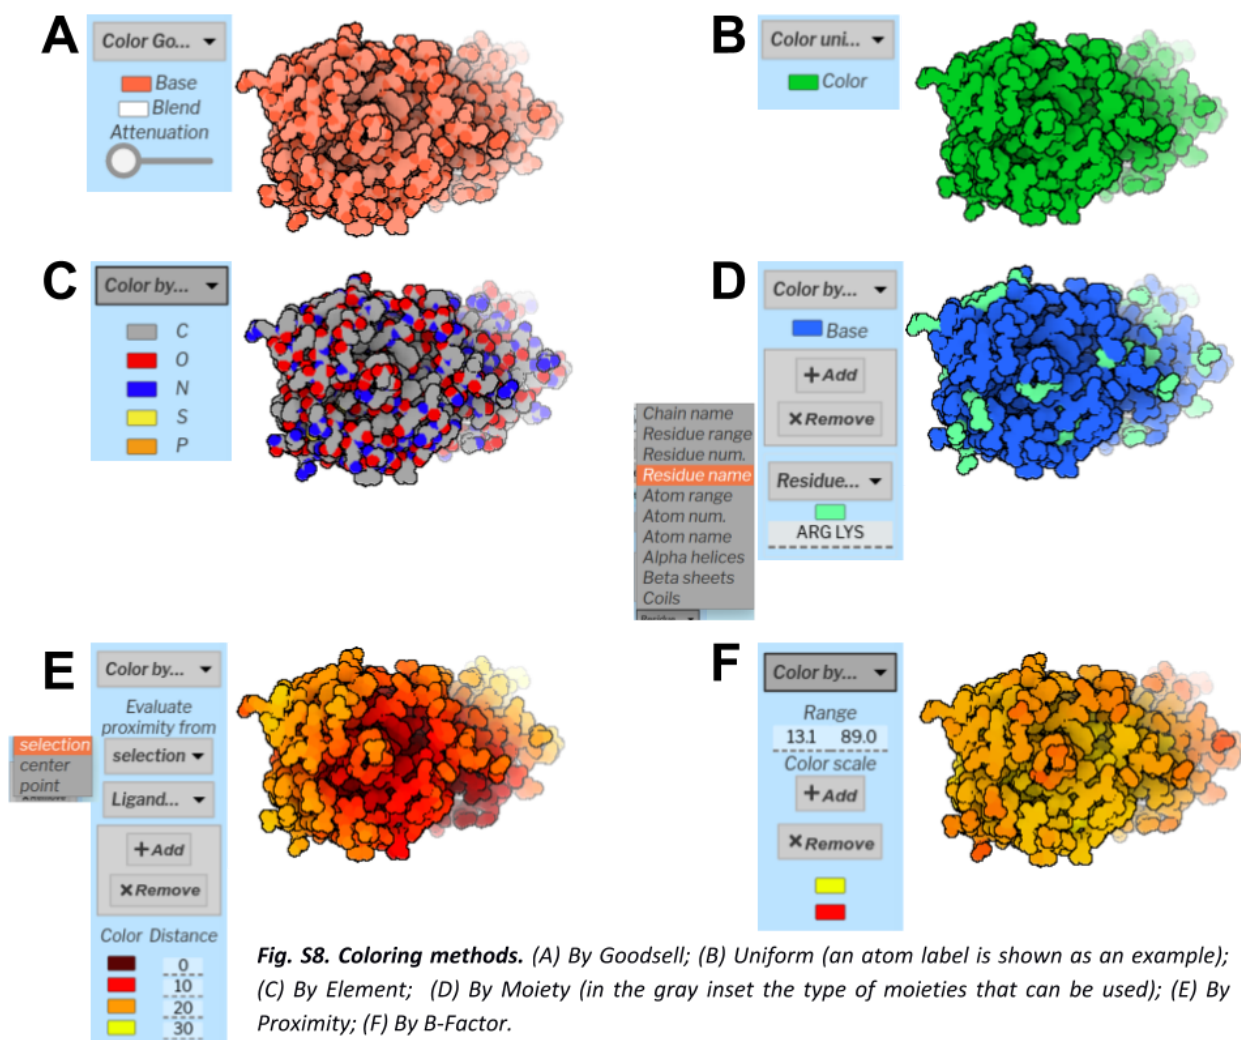 A
Color Go...
Base
Blend
Attenuation
B
Color uni...
Color
C
Color by...
C
O
N
S
P
D
Color by...
Base
+Add
×Remove
Residue...
ARG LYS
Chain name
Residue range
Residue num.
Residue name
Atom range
Atom num.
Atom name
Alpha helices
Beta sheets
Coils
E
Color by...
Evaluate
proximity from
selection
selection
center
point
Ligand...
+Add
×Remove
Color Distance
0
10
20
30
F
Color by...
Range
13.1 89.0
Color scale
+Add
×Remove
Fig. S8. Coloring methods. (A) By Goodsell; (B) Uniform (an atom label is shown as an example);
(C) By Element; (D) By Moiety (in the gray inset the type of moieties that can be used); (E) By
Proximity; (F) By B-Factor.